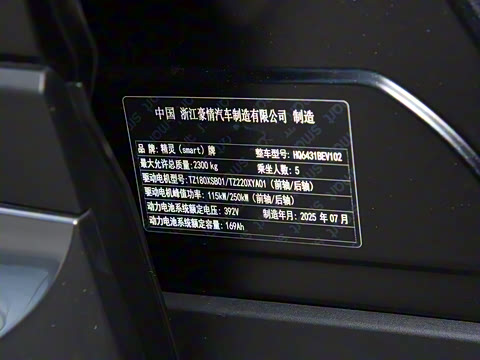 中国 浙江豪情汽车制造有限公司 制造
品牌：精灵（smart）牌 整车型号：HQ6431BEV102
最大允许总质量：2300 kg 乘坐人数：5
驱动电机型号：TZ180XSB01/TZ220XYA01（前轴/后轴）
驱动电机峰值功率：115kW/250kW（前轴/后轴）
动力电池系统额定电压：392V 制造年月：2025 年 07 月
动力电池系统额定容量：169Ah